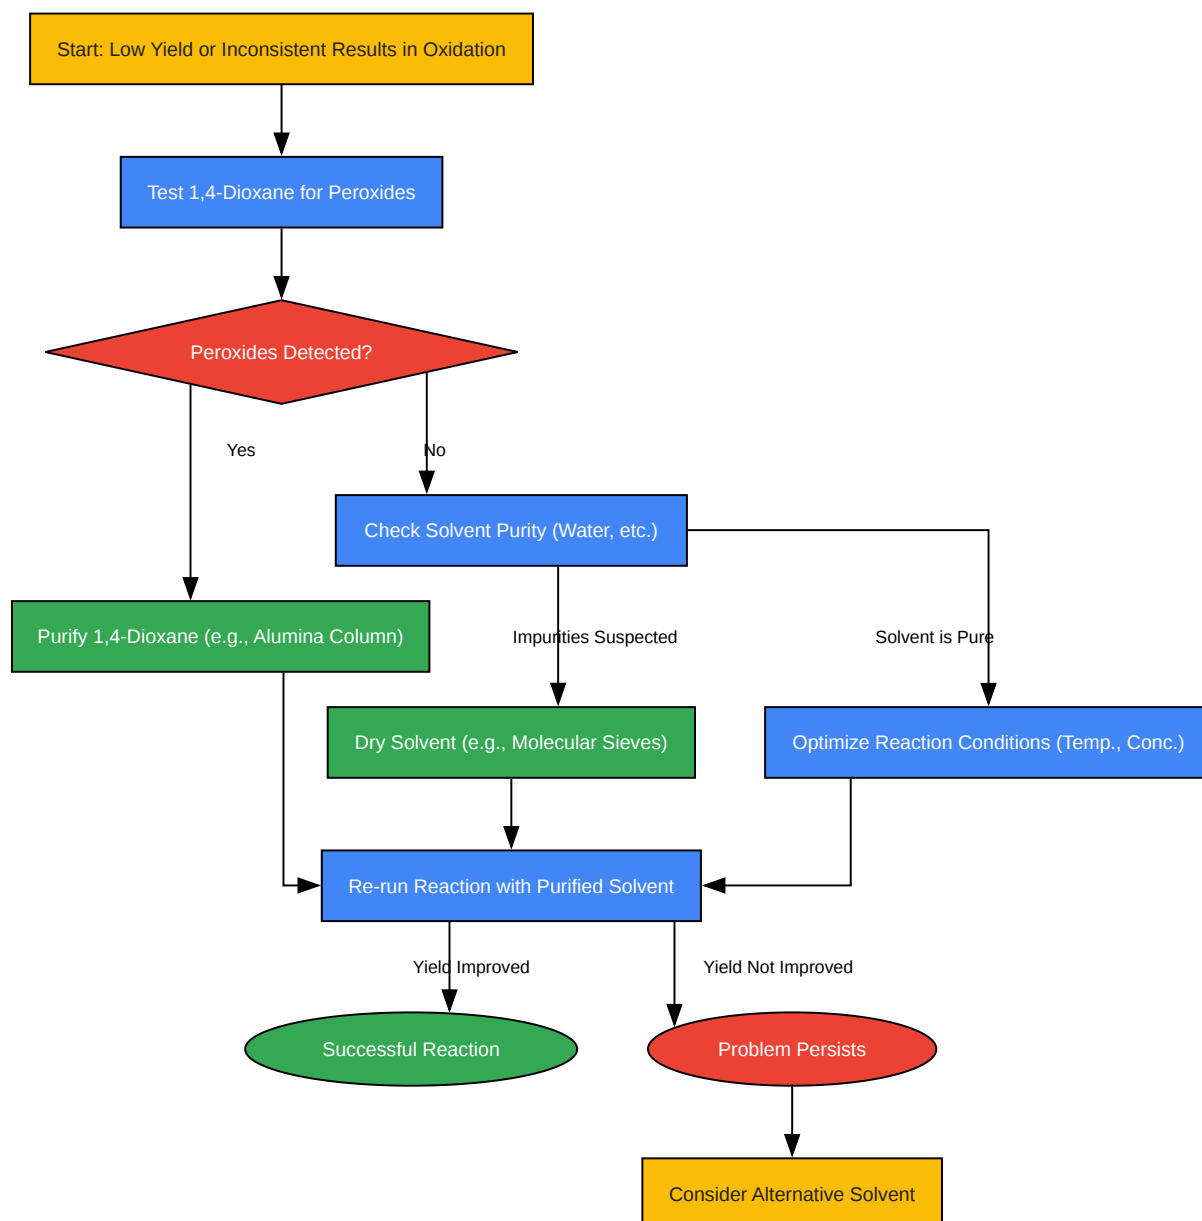 Start: Low Yield or Inconsistent Results in Oxidation
Test 1,4-Dioxane for Peroxides
Peroxides Detected?
Yes
No
Check Solvent Purity (Water, etc.)
Purify 1,4-Dioxane (e.g., Alumina Column)
Impurities Suspected
Solvent is Pure
Dry Solvent (e.g., Molecular Sieves)
Optimize Reaction Conditions (Temp., Conc.)
Re-run Reaction with Purified Solvent
Yield Improved
Yield Not Improved
Successful Reaction
Problem Persists
Consider Alternative Solvent